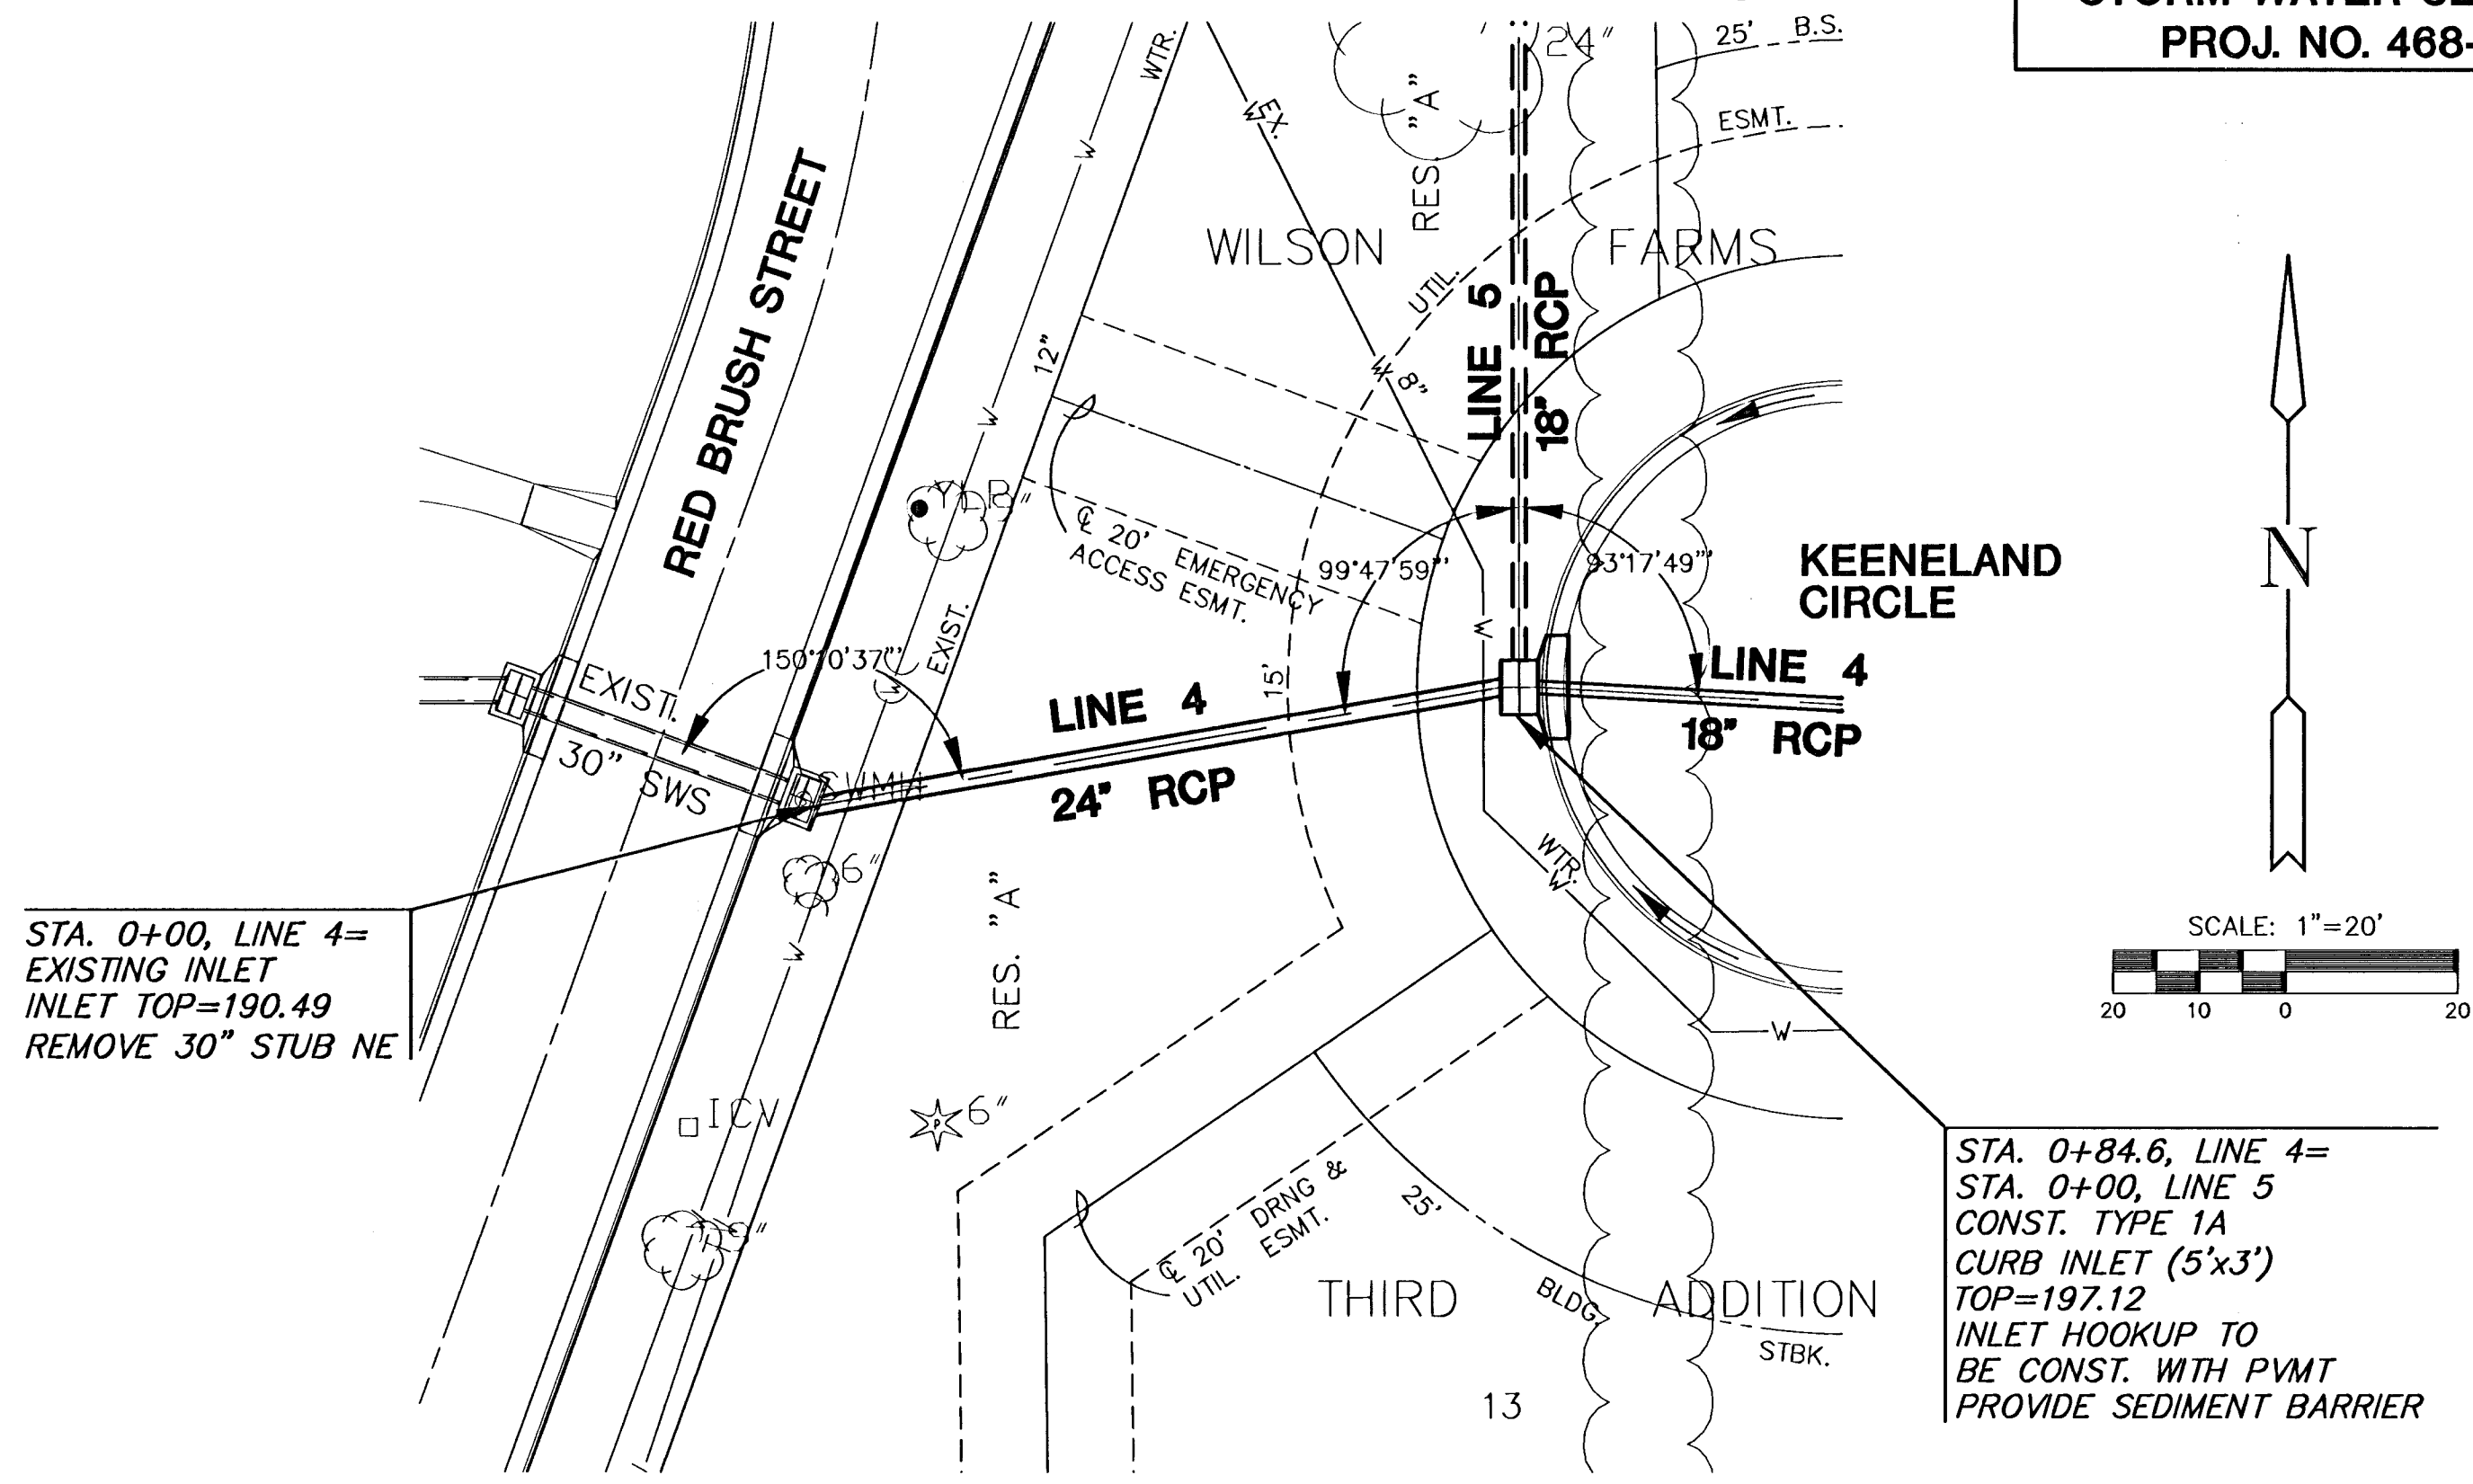 PROJ. NO. 468-
WTR.
EX.
W
24"
25' B.S.
RES. "A"
ESMT.
W
RED BRUSH STREET
WILSON FARMS
UTIL.
LINE 5
18" RCP
12"
W 8"
W
YLB
℄ 20' EMERGENCY
ACCESS ESMT.
99°47'59"
93°17'49"
KEENELAND
CIRCLE
N
EXIST.
W
150°10'37"
W
EXIST.
30" SWS
SWMH
LINE 4
24" RCP
15'
LINE 4
18" RCP
WTR.
W
6"
W
STA. 0+00, LINE 4=
EXISTING INLET
INLET TOP=190.49
REMOVE 30" STUB NE
RES. "A"
W
SCALE: 1"=20'
20 10 0 20
ICV
P
6"
℄ 20' DRNG &
UTIL. ESMT.
25'
BLDG.
STBK.
THIRD ADDITION
13
STA. 0+84.6, LINE 4=
STA. 0+00, LINE 5
CONST. TYPE 1A
CURB INLET (5'x3')
TOP=197.12
INLET HOOKUP TO
BE CONST. WITH PVMT
PROVIDE SEDIMENT BARRIER